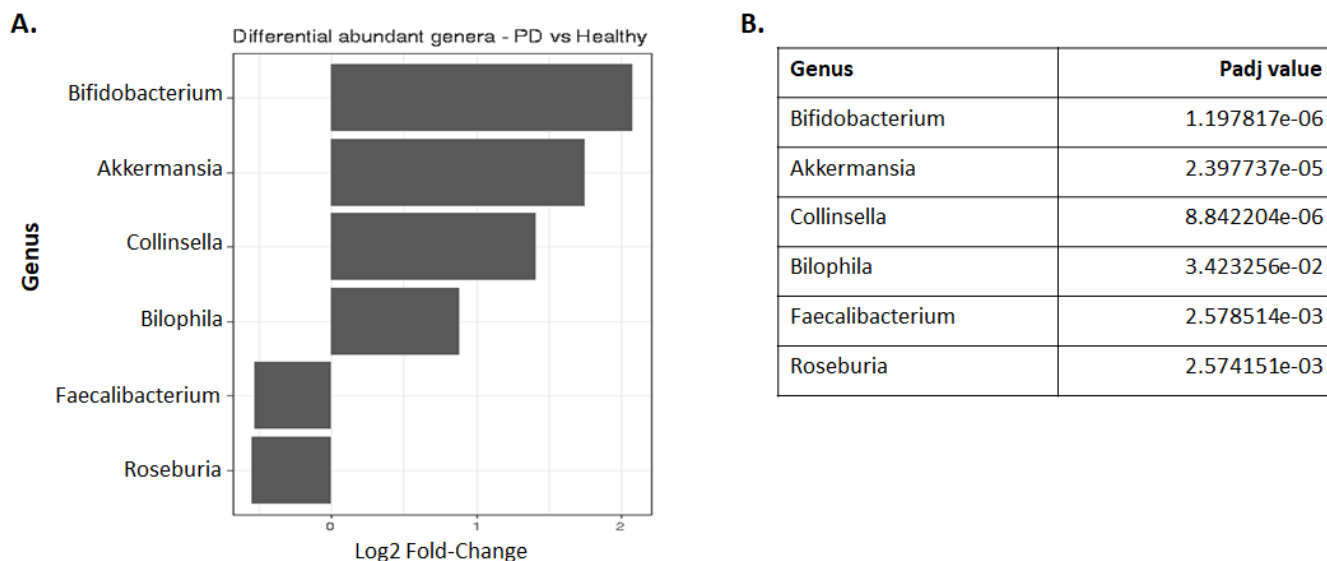 A.
Differential abundant genera - PD vs Healthy
Genus
Bifidobacterium
Akkermansia
Collinsella
Bilophila
Faecalibacterium
Roseburia
0 1 2
Log2 Fold-Change
B.
Genus Padj value
Bifidobacterium 1.197817e-06
Akkermansia 2.397737e-05
Collinsella 8.842204e-06
Bilophila 3.423256e-02
Faecalibacterium 2.578514e-03
Roseburia 2.574151e-03